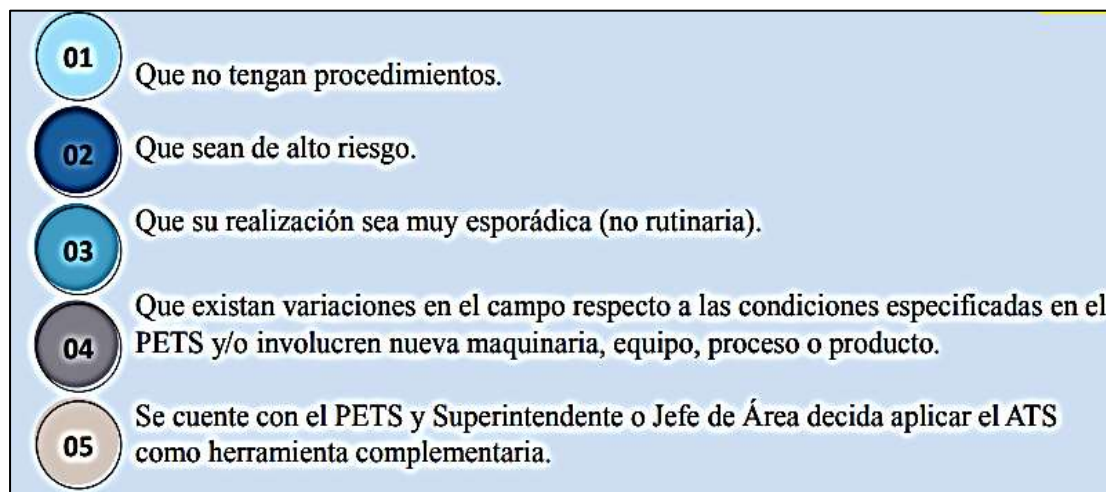 01
Que no tengan procedimientos.
02
Que sean de alto riesgo.
03
Que su realización sea muy esporádica (no rutinaria).
04
Que existan variaciones en el campo respecto a las condiciones especificadas en el
PETS y/o involucren nueva maquinaria, equipo, proceso o producto.
05
Se cuente con el PETS y Superintendente o Jefe de Área decida aplicar el ATS
como herramienta complementaria.